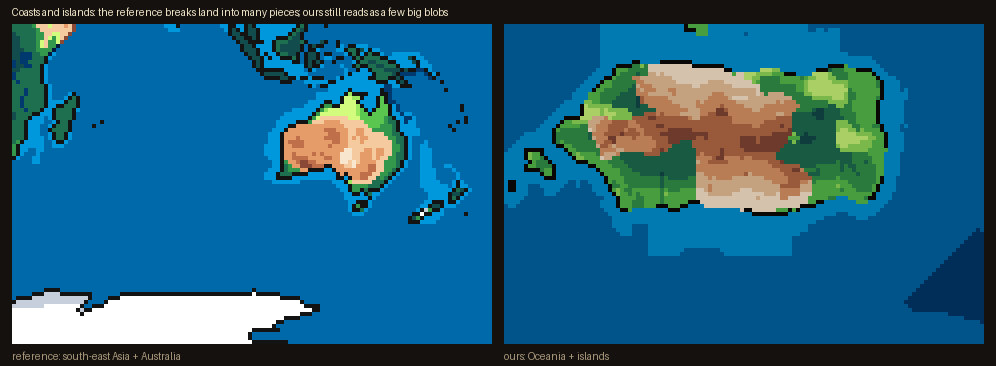 Coasts and islands: the reference breaks land into many pieces; ours still reads as a few big blobs
reference: south-east Asia + Australia
ours: Oceania + islands